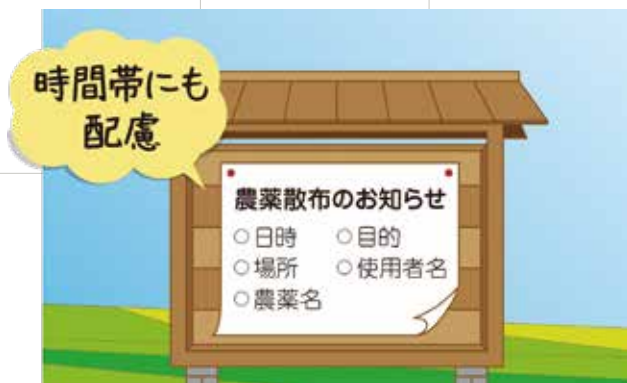 時間帯にも
配慮
農薬散布のお知らせ
○日時 ○目的
○場所 ○使用者名
○農薬名